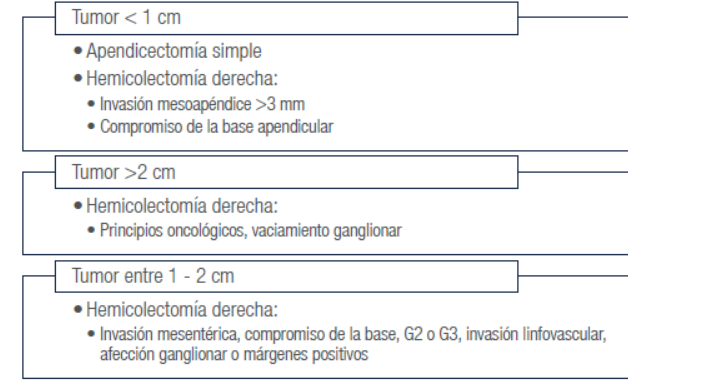 Tumor < 1 cm
• Apendicectomía simple
• Hemicolectomía derecha:
• Invasión mesoapéndice >3 mm
• Compromiso de la base apendicular
Tumor >2 cm
• Hemicolectomía derecha:
• Principios oncológicos, vaciamiento ganglionar
Tumor entre 1 - 2 cm
• Hemicolectomía derecha:
• Invasión mesentérica, compromiso de la base, G2 o G3, invasión linfovascular,
afección ganglionar o márgenes positivos